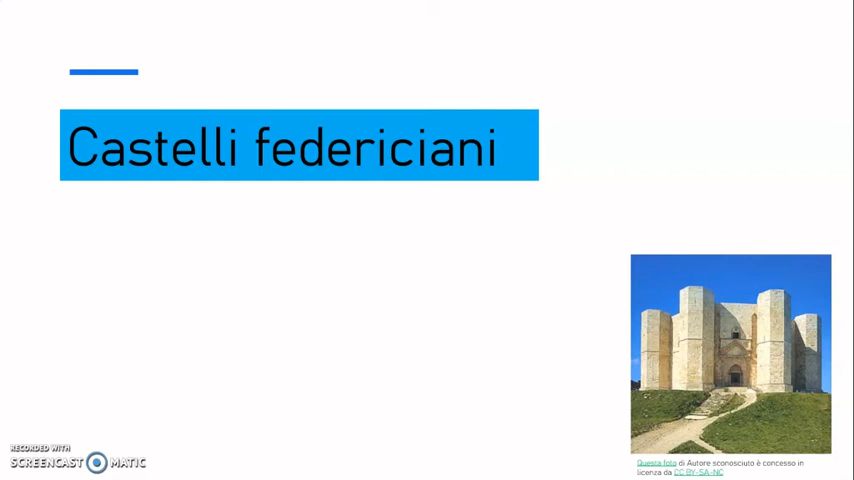 Castelli federiciani
Questa foto di Autore sconosciuto è concesso in
licenza da CC BY-SA-NC
RECORDED WITH
SCREENCAST MATIC